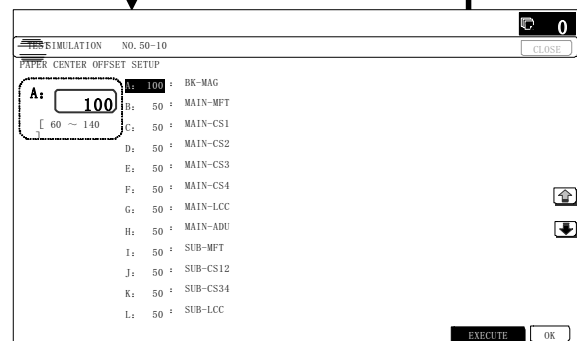 0
TEST SIMULATION NO.50-10
CLOSE
PAPER CENTER OFFSET SETUP
A: 100
[ 60 ~ 140 ]
A: 100 : BK-MAG
B: 50 : MAIN-MFT
C: 50 : MAIN-CS1
D: 50 : MAIN-CS2
E: 50 : MAIN-CS3
F: 50 : MAIN-CS4
G: 50 : MAIN-LCC
H: 50 : MAIN-ADU
I: 50 : SUB-MFT
J: 50 : SUB-CS12
K: 50 : SUB-CS34
L: 50 : SUB-LCC
EXECUTE OK